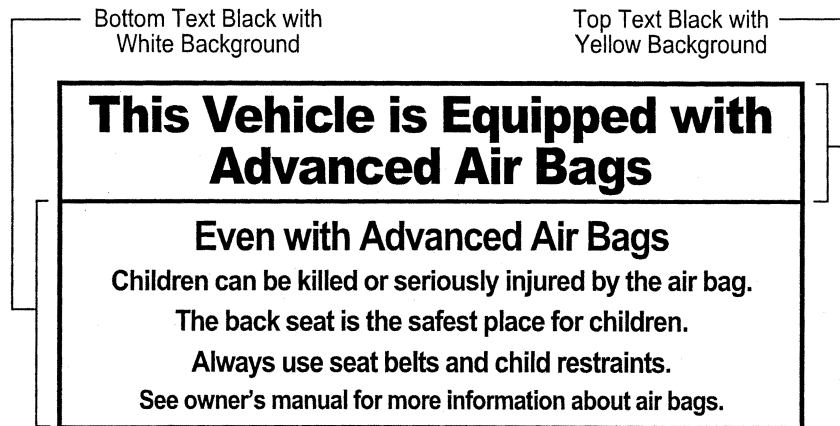 Bottom Text Black with
White Background
Top Text Black with
Yellow Background
This Vehicle is Equipped with
Advanced Air Bags
Even with Advanced Air Bags
Children can be killed or seriously injured by the air bag.
The back seat is the safest place for children.
Always use seat belts and child restraints.
See owner's manual for more information about air bags.